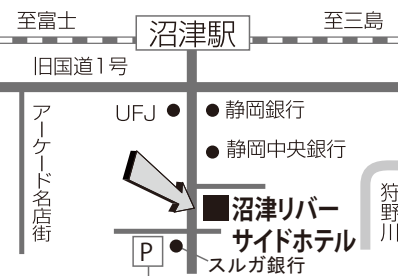 至富士
沼津駅
至三島
旧国道1号
アーケード名店街
UFJ
静岡銀行
静岡中央銀行
沼津リバー
サイドホテル
狩野川
P
スルガ銀行